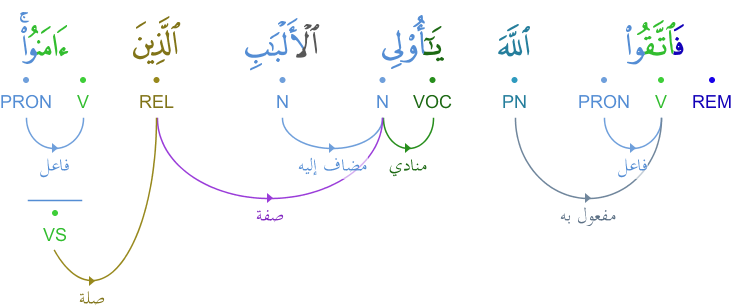 فَٱتَّقُوا۟ ٱللَّهَ يَـٰٓأُو۟لِى ٱلْأَلْبَـٰبِ ٱلَّذِينَ ءَامَنُوا۟ ۚ
REM V PRON PN VOC N N REL V PRON
فاعل منادي مضاف إليه فاعل
صفة مفعول به
VS
صلة